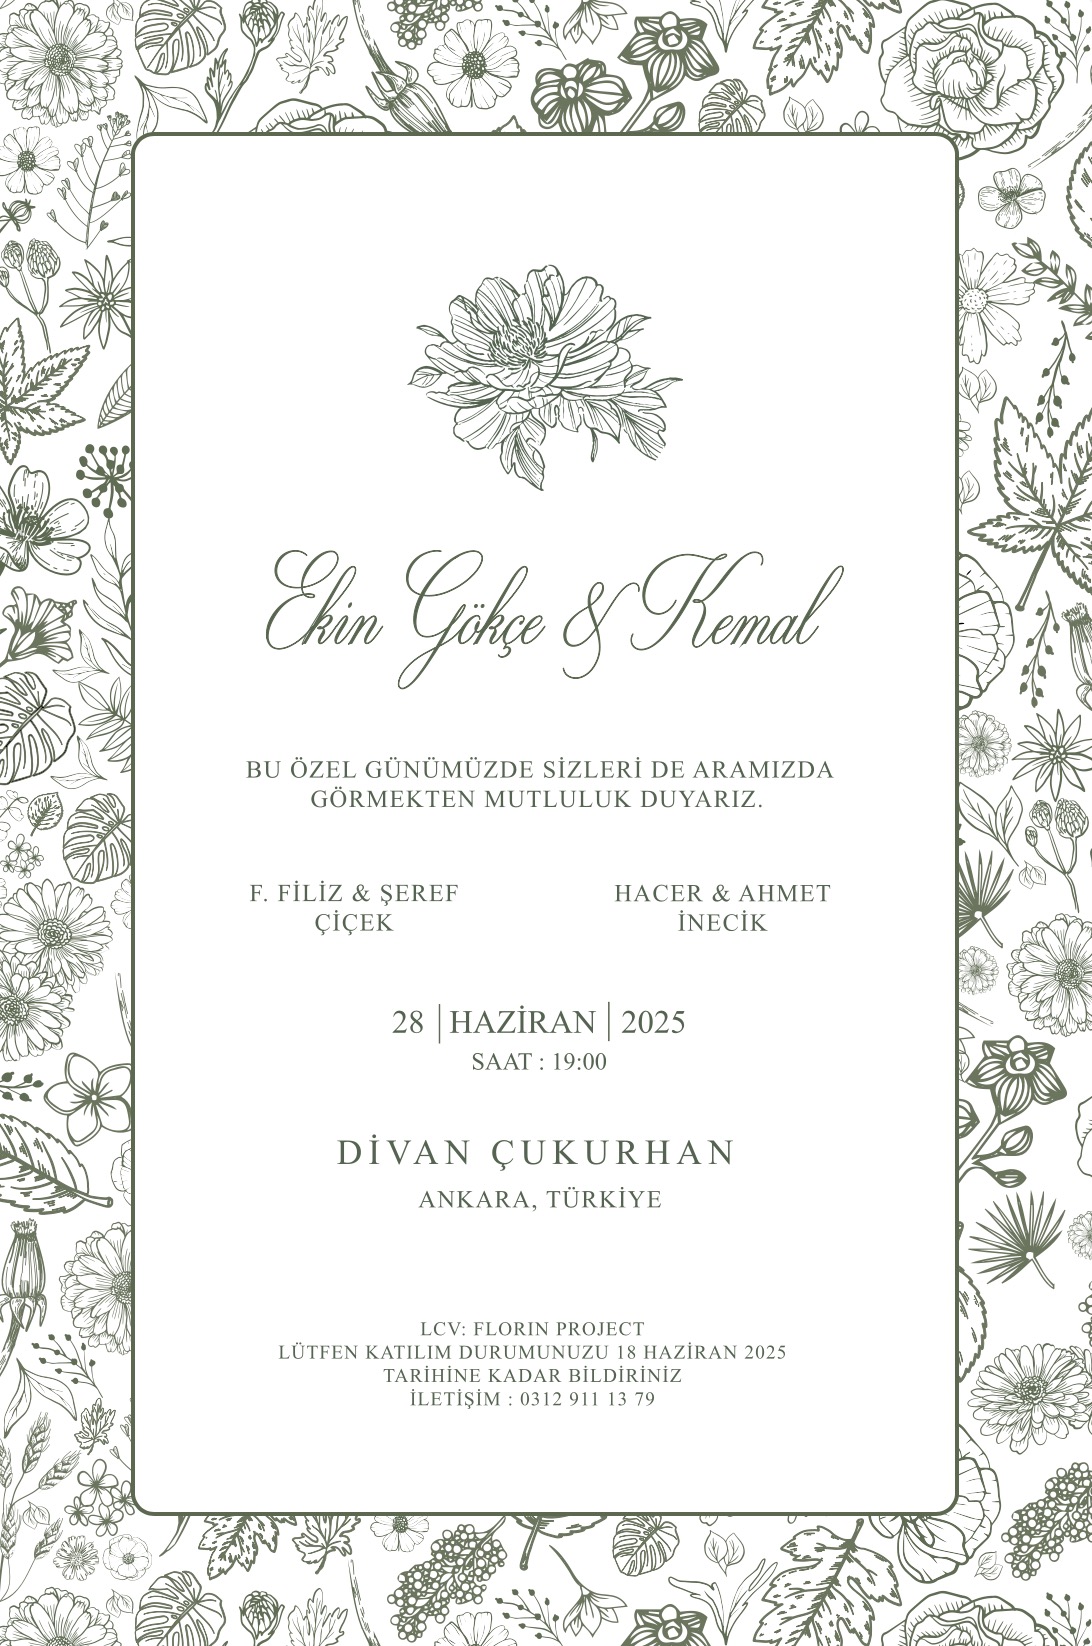 Ekin Gökçe & Kemal
BU ÖZEL GÜNÜMÜZDE SİZLERİ DE ARAMIZDA
GÖRMEKTEN MUTLULUK DUYARIZ.
F. FİLİZ & ŞEREF
ÇİÇEK
HACER & AHMET
İNECİK
28 | HAZİRAN | 2025
SAAT : 19:00
DİVAN ÇUKURHAN
ANKARA, TÜRKİYE
LCV: FLORIN PROJECT
LÜTFEN KATILIM DURUMUNUZU 18 HAZİRAN 2025
TARİHİNE KADAR BİLDİRİNİZ
İLETİŞİM : 0312 911 13 79